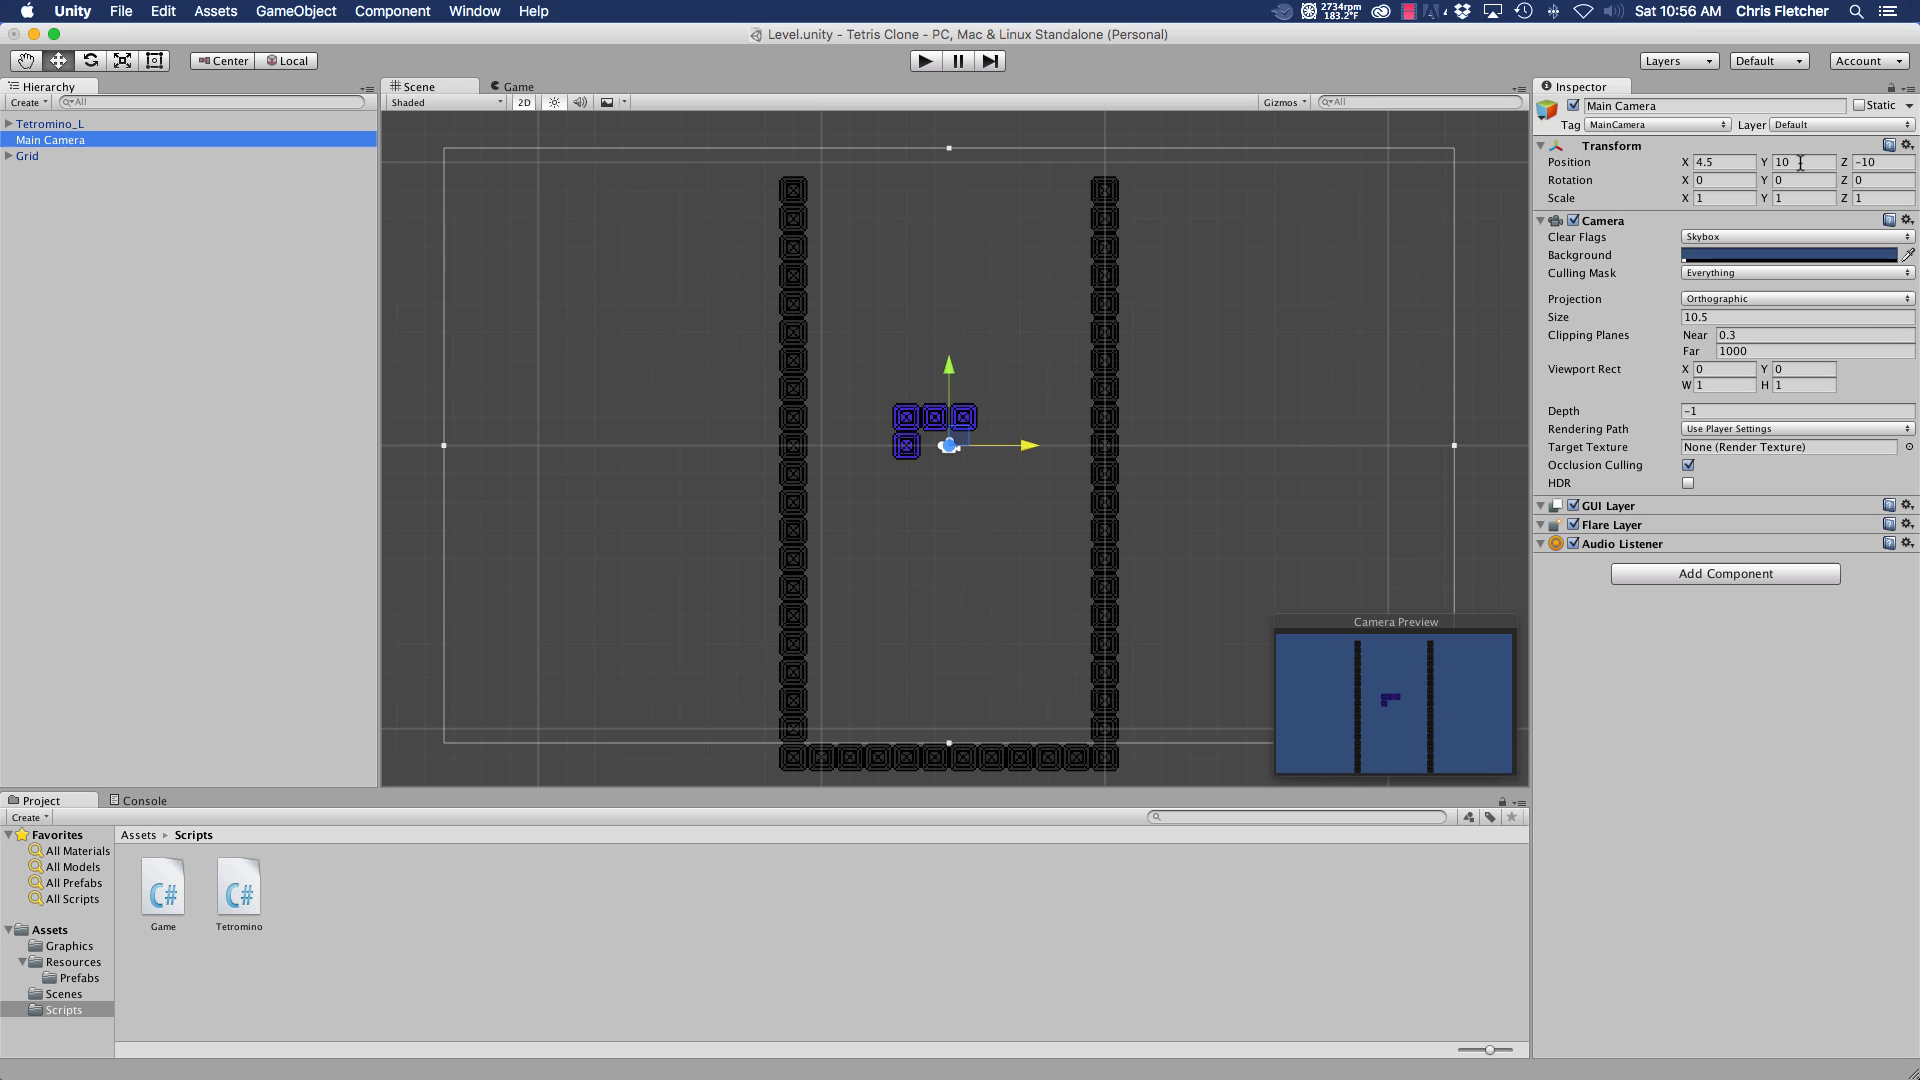 Unity File Edit Assets GameObject Component Window Help
2734rpm
183.2°F
4
Sat 10:56 AM Chris Fletcher
Level.unity - Tetris Clone - PC, Mac & Linux Standalone (Personal)
Center Local
Layers Default Account
Hierarchy
Create All
Tetromino_L
Main Camera
Grid
Scene Game
Shaded 2D Gizmos All
Camera Preview
Inspector
Main Camera Static
Tag MainCamera Layer Default
Transform
Position X 4.5 Y 10 Z -10
Rotation X 0 Y 0 Z 0
Scale X 1 Y 1 Z 1
Camera
Clear Flags Skybox
Background
Culling Mask Everything
Projection Orthographic
Size 10.5
Clipping Planes Near 0.3
Far 1000
Viewport Rect X 0 Y 0
W 1 H 1
Depth -1
Rendering Path Use Player Settings
Target Texture None (Render Texture)
Occlusion Culling
HDR
GUI Layer
Flare Layer
Audio Listener
Add Component
Project Console
Create
Favorites
All Materials
All Models
All Prefabs
All Scripts
Assets
Graphics
Resources
Prefabs
Scenes
Scripts
Assets Scripts
C# C#
Game Tetromino